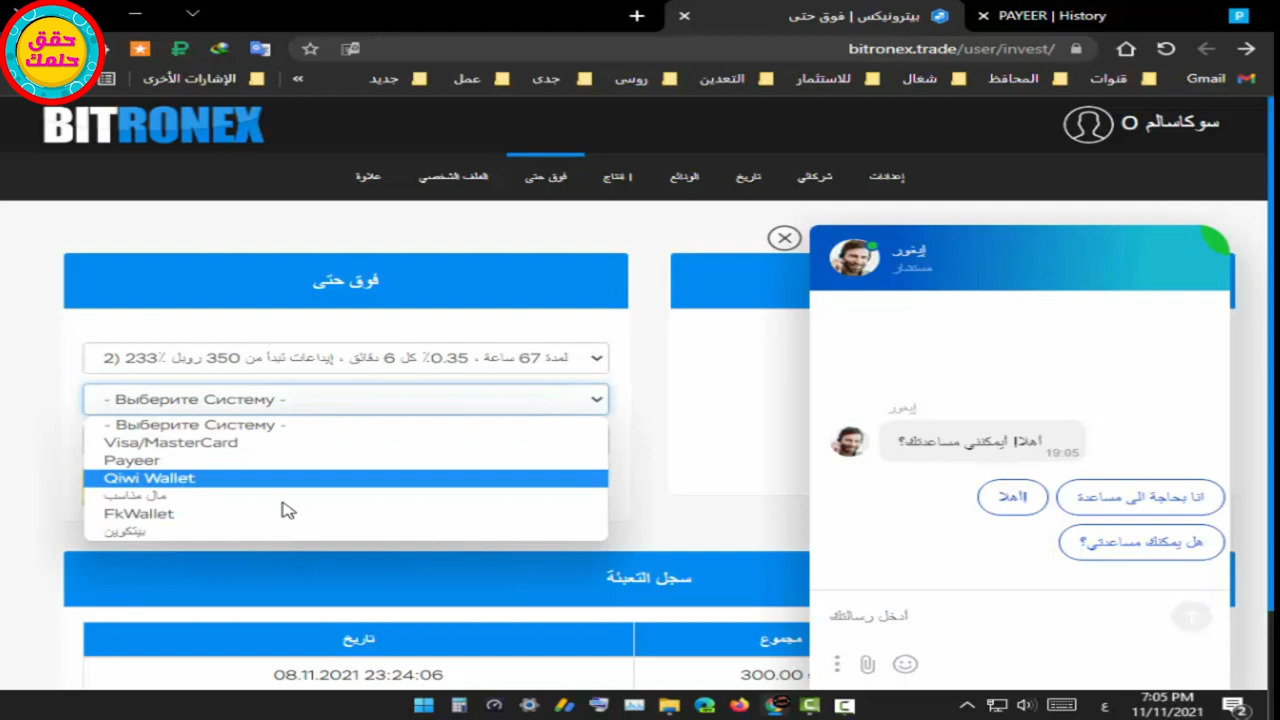 حقق
حلمك
PAYEER | History
بيترونيكس | فوق حتى
P
bitronex.trade/user/invest/
Gmail
قنوات
المحافظ
شغال
للاستثمار
التعدين
روسى
جدى
عمل
جديد
»
الإشارات الأخرى
BITRONEX
سوكاسالم O
إعدادات
شركائي
تاريخ
الودائع
فوق حتى
الملف الشخصي
علاوة
فوق حتى
2) 233٪ لمدة 67 ساعة ، 0.35٪ كل 6 دقائق ، إيداعات تبدأ من 350 روبل
- Выберите Систему -
- Выберите Систему -
Visa/MasterCard
Payeer
Qiwi Wallet
مال مناسب
FkWallet
بيتكوين
سجل التعبئة
تاريخ
مجموع
08.11.2021 23:24:06
300.00
إيغور
مستشار
إيغور
أهلا! أيمكنني مساعدتك؟
19:05
انا بحاجة الى مساعدة
أهلا!
هل يمكنك مساعدتي؟
أدخل رسالتك
7:05 PM
11/11/2021
ع
2